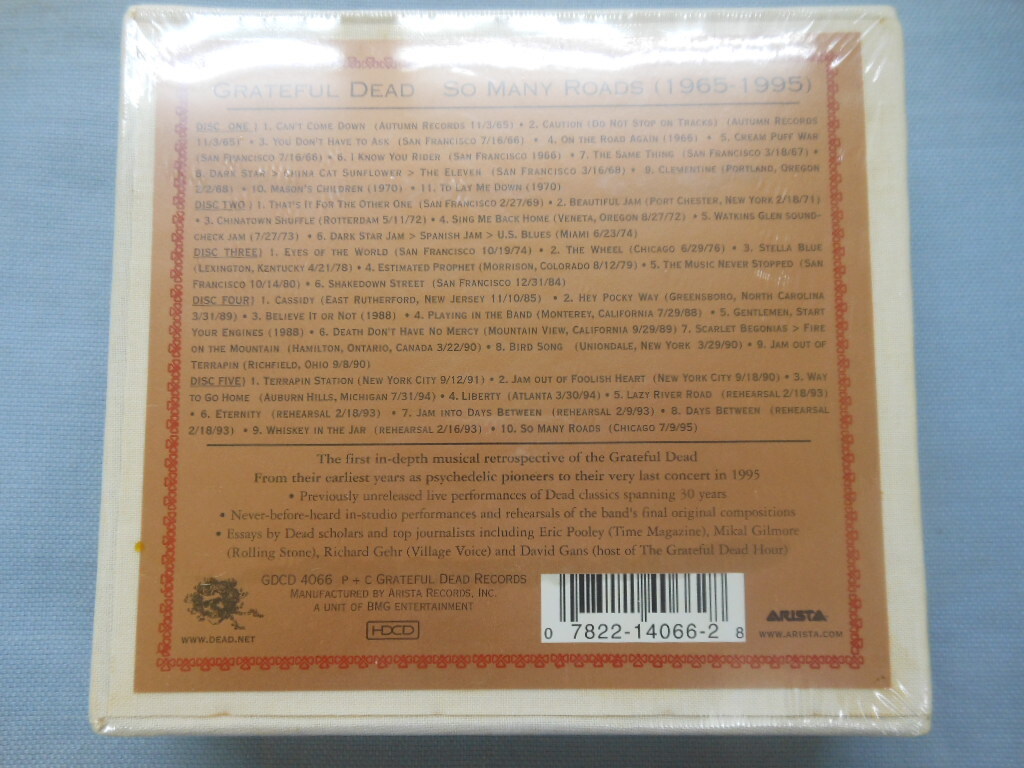 GRATEFUL DEAD SO MANY ROADS (1965-1995)
DISC ONE) 1. CAN'T COME DOWN (AUTUMN RECORDS 11/3/65) • 2. CAUTION (DO NOT STOP ON TRACKS) (AUTUMN RECORDS
11/3/65) • 3. YOU DON'T HAVE TO ASK (SAN FRANCISCO 7/16/66) • 4. ON THE ROAD AGAIN (1966) • 5. CREAM PUFF WAR
(SAN FRANCISCO 7/16/66) • 6. I KNOW YOU RIDER (SAN FRANCISCO 1966) • 7. THE SAME THING (SAN FRANCISCO 3/18/67) •
8. DARK STAR > CHINA CAT SUNFLOWER > THE ELEVEN (SAN FRANCISCO 3/16/68) • 9. CLEMENTINE (PORTLAND, OREGON
2/2/68) • 10. MASON'S CHILDREN (1970) • 11. TO LAY ME DOWN (1970)
DISC TWO) 1. THAT'S IT FOR THE OTHER ONE (SAN FRANCISCO 2/27/69) • 2. BEAUTIFUL JAM (PORT CHESTER, NEW YORK 2/18/71)
• 3. CHINATOWN SHUFFLE (ROTTERDAM 5/11/72) • 4. SING ME BACK HOME (VENETA, OREGON 8/27/72) • 5. WATKINS GLEN SOUND-
CHECK JAM (7/27/73) • 6. DARK STAR JAM > SPANISH JAM > U.S. BLUES (MIAMI 6/23/74)
DISC THREE) 1. EYES OF THE WORLD (SAN FRANCISCO 10/19/74) • 2. THE WHEEL (CHICAGO 6/29/76) • 3. STELLA BLUE
(LEXINGTON, KENTUCKY 4/21/78) • 4. ESTIMATED PROPHET (MORRISON, COLORADO 8/12/79) • 5. THE MUSIC NEVER STOPPED (SAN
FRANCISCO 10/14/80) • 6. SHAKEDOWN STREET (SAN FRANCISCO 12/31/84)
DISC FOUR) 1. CASSIDY (EAST RUTHERFORD, NEW JERSEY 11/10/85) • 2. HEY POCKY WAY (GREENSBORO, NORTH CAROLINA
3/31/89) • 3. BELIEVE IT OR NOT (1988) • 4. PLAYING IN THE BAND (MONTEREY, CALIFORNIA 7/29/88) • 5. GENTLEMEN, START
YOUR ENGINES (1988) • 6. DEATH DON'T HAVE NO MERCY (MOUNTAIN VIEW, CALIFORNIA 9/29/89) 7. SCARLET BEGONIAS > FIRE
ON THE MOUNTAIN (HAMILTON, ONTARIO, CANADA 3/22/90) • 8. BIRD SONG (UNIONDALE, NEW YORK 3/29/90) • 9. JAM OUT OF
TERRAPIN (RICHFIELD, OHIO 9/8/90)
DISC FIVE) 1. TERRAPIN STATION (NEW YORK CITY 9/12/91) • 2. JAM OUT OF FOOLISH HEART (NEW YORK CITY 9/18/90) • 3. WAY
TO GO HOME (AUBURN HILLS, MICHIGAN 7/31/94) • 4. LIBERTY (ATLANTA 3/30/94) • 5. LAZY RIVER ROAD (REHEARSAL 2/18/93)
• 6. ETERNITY (REHEARSAL 2/18/93) • 7. JAM INTO DAYS BETWEEN (REHEARSAL 2/9/93) • 8. DAYS BETWEEN (REHEARSAL
2/18/93) • 9. WHISKEY IN THE JAR (REHEARSAL 2/16/93) • 10. SO MANY ROADS (CHICAGO 7/9/95)
The first in-depth musical retrospective of the Grateful Dead
From their earliest years as psychedelic pioneers to their very last concert in 1995
• Previously unreleased live performances of Dead classics spanning 30 years
• Never-before-heard in-studio performances and rehearsals of the band's final original compositions
• Essays by Dead scholars and top journalists including Eric Pooley (Time Magazine), Mikal Gilmore
(Rolling Stone), Richard Gehr (Village Voice) and David Gans (host of The Grateful Dead Hour)
GDCD 4066 P + C GRATEFUL DEAD RECORDS
MANUFACTURED BY ARISTA RECORDS, INC.
A UNIT OF BMG ENTERTAINMENT
WWW.DEAD.NET
HDCD
0 7822-14066-2 8
ARISTA
WWW.ARISTA.COM